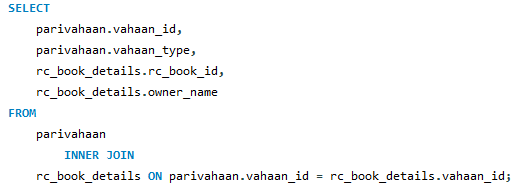 SELECT
    parivahaan.vahaan_id,
    parivahaan.vahaan_type,
    rc_book_details.rc_book_id,
    rc_book_details.owner_name
FROM
    parivahaan
        INNER JOIN
    rc_book_details ON parivahaan.vahaan_id = rc_book_details.vahaan_id;